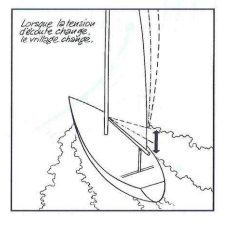 Lorsque la tension
d'écoute change,
le vrillage change.